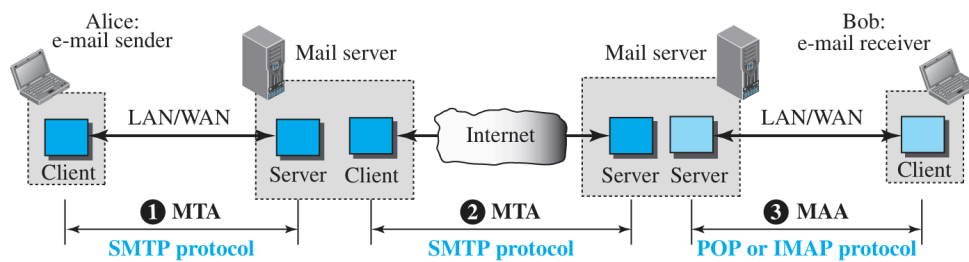 Alice:
e-mail sender
Mail server
Mail server
Bob:
e-mail receiver
LAN/WAN
Internet
LAN/WAN
Client
Server
Client
Server
Server
Client
1 MTA
2 MTA
3 MAA
SMTP protocol
SMTP protocol
POP or IMAP protocol